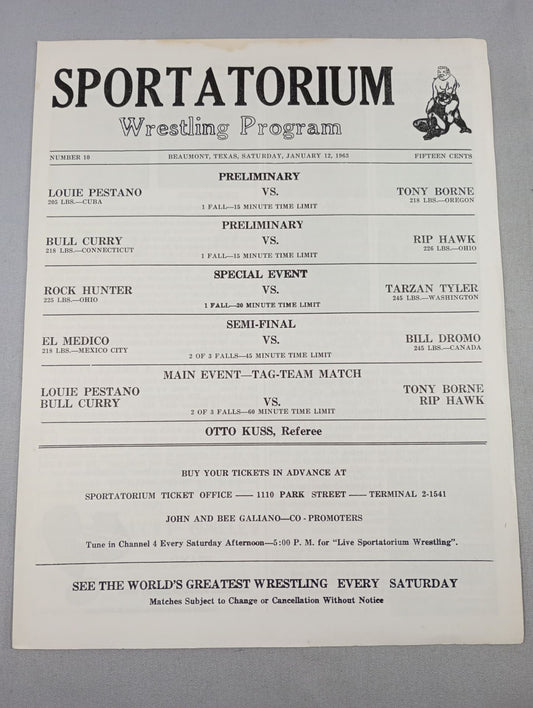 SPORTATORIUM
Wrestling Program
NUMBER 10 BEAUMONT, TEXAS, SATURDAY, JANUARY 12, 1963 FIFTEEN CENTS
PRELIMINARY
LOUIE PESTANO VS. TONY BORNE
205 LBS.—CUBA 1 FALL—15 MINUTE TIME LIMIT 218 LBS.—OREGON
PRELIMINARY
BULL CURRY VS. RIP HAWK
218 LBS.—CONNECTICUT 1 FALL—15 MINUTE TIME LIMIT 226 LBS.—OHIO
SPECIAL EVENT
ROCK HUNTER VS. TARZAN TYLER
225 LBS.—OHIO 1 FALL—20 MINUTE TIME LIMIT 245 LBS.—WASHINGTON
SEMI-FINAL
EL MEDICO VS. BILL DROMO
218 LBS.—MEXICO CITY 2 OF 3 FALLS—45 MINUTE TIME LIMIT 245 LBS.—CANADA
MAIN EVENT—TAG-TEAM MATCH
LOUIE PESTANO TONY BORNE
BULL CURRY VS. RIP HAWK
2 OF 3 FALLS—60 MINUTE TIME LIMIT
OTTO KUSS, Referee
BUY YOUR TICKETS IN ADVANCE AT
SPORTATORIUM TICKET OFFICE —— 1110 PARK STREET —— TERMINAL 2-1541
JOHN AND BEE GALIANO—CO - PROMOTERS
Tune in Channel 4 Every Saturday Afternoon—5:00 P. M. for "Live Sportatorium Wrestling".
SEE THE WORLD'S GREATEST WRESTLING EVERY SATURDAY
Matches Subject to Change or Cancellation Without Notice